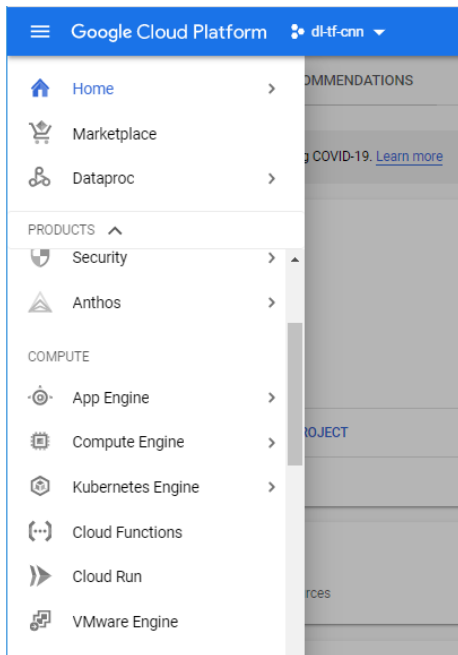 Google Cloud Platform dl-tf-cnn
Home
OMMENDATIONS
Marketplace
g COVID-19. Learn more
Dataproc
PRODUCTS
Security
Anthos
COMPUTE
App Engine
ROJECT
Compute Engine
Kubernetes Engine
Cloud Functions
Cloud Run
rces
VMware Engine